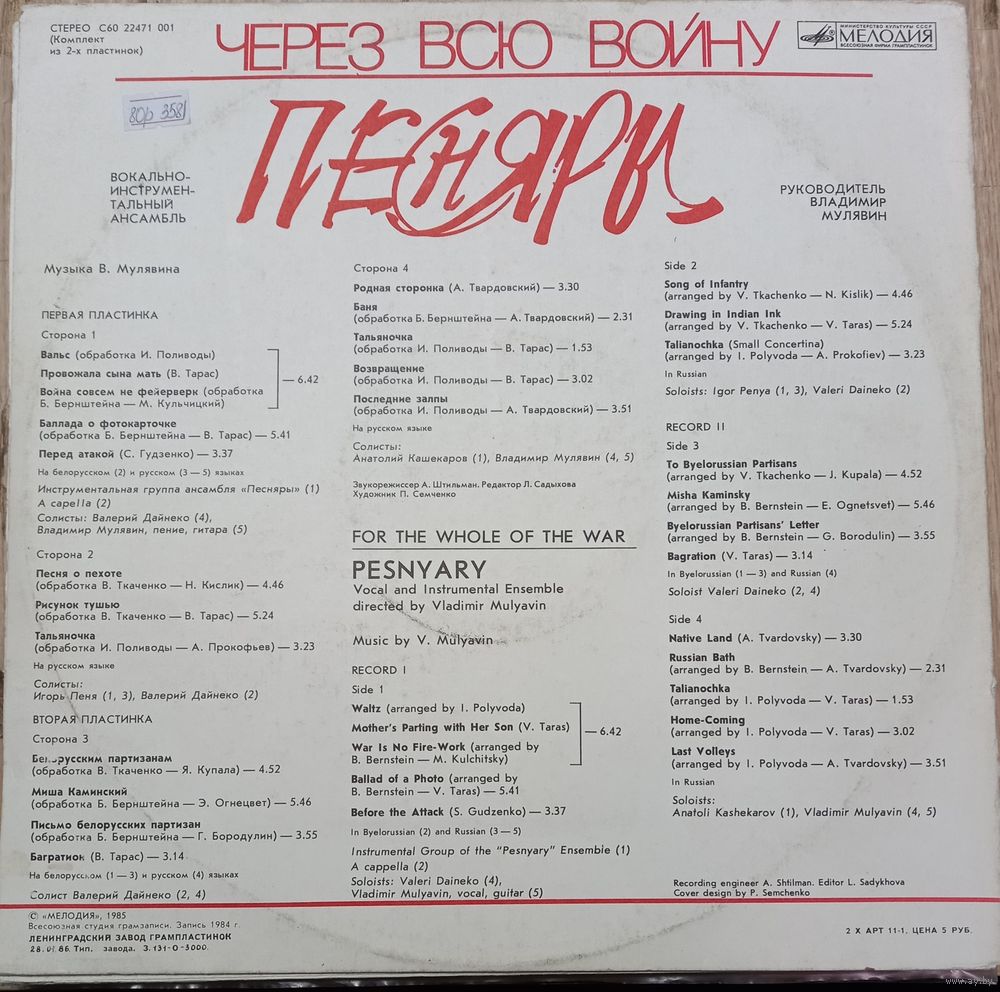 СТЕРЕО С60 22471 001
(Комплект
из 2-х пластинок)
ЧЕРЕЗ ВСЮ ВОЙНУ
МИНИСТЕРСТВО КУЛЬТУРЫ СССР
МЕЛОДИЯ
ВСЕСОЮЗНАЯ ФИРМА ГРАМПЛАСТИНОК
80р 358
ПЕСНЯРЫ
ВОКАЛЬНО-
ИНСТРУМЕН-
ТАЛЬНЫЙ
АНСАМБЛЬ
РУКОВОДИТЕЛЬ
ВЛАДИМИР
МУЛЯВИН
Музыка В. Мулявина
ПЕРВАЯ ПЛАСТИНКА
Сторона 1
Вальс (обработка И. Поливоды)
Провожала сына мать (В. Тарас)
Война совсем не фейерверк (обработка
Б. Бернштейна — М. Кульчицкий)
— 6.42
Баллада о фотокарточке
(обработка Б. Бернштейна — В. Тарас) — 5.41
Перед атакой (С. Гудзенко) — 3.37
На белорусском (2) и русском (3 — 5) языках
Инструментальная группа ансамбля «Песняры» (1)
A capella (2)
Солисты: Валерий Дайнеко (4),
Владимир Мулявин, пение, гитара (5)
Сторона 2
Песня о пехоте
(обработка В. Ткаченко — Н. Кислик) — 4.46
Рисунок тушью
(обработка В. Ткаченко — В. Тарас) — 5.24
Тальяночка
(обработка И. Поливоды — А. Прокофьев) — 3.23
На русском языке
Солисты:
Игорь Пеня (1, 3), Валерий Дайнеко (2)
ВТОРАЯ ПЛАСТИНКА
Сторона 3
Белорусским партизанам
(обработка В. Ткаченко — Я. Купала) — 4.52
Миша Каминский
(обработка Б. Бернштейна — Э. Огнецвет) — 5.46
Письмо белорусских партизан
(обработка Б. Бернштейна — Г. Бородулин) — 3.55
Багратион (В. Тарас) — 3.14
На белорусском (1 — 3) и русском (4) языках
Солист Валерий Дайнеко (2, 4)
Сторона 4
Родная сторонка (А. Твардовский) — 3.30
Баня
(обработка Б. Бернштейна — А. Твардовский) — 2.31
Тальяночка
(обработка И. Поливоды — В. Тарас) — 1.53
Возвращение
(обработка И. Поливоды — В. Тарас) — 3.02
Последние залпы
(обработка И. Поливоды — А. Твардовский) — 3.51
На русском языке
Солисты:
Анатолий Кашекаров (1), Владимир Мулявин (4, 5)
Звукорежиссер А. Штильман. Редактор Л. Садыхова
Художник П. Семченко
FOR THE WHOLE OF THE WAR
PESNYARY
Vocal and Instrumental Ensemble
directed by Vladimir Mulyavin
Music by V. Mulyavin
RECORD I
Side 1
Waltz (arranged by I. Polyvoda)
Mother's Parting with Her Son (V. Taras)
War Is No Fire-Work (arranged by
B. Bernstein — M. Kulchitsky)
— 6.42
Ballad of a Photo (arranged by
B. Bernstein — V. Taras) — 5.41
Before the Attack (S. Gudzenko) — 3.37
In Byelorussian (2) and Russian (3 — 5)
Instrumental Group of the "Pesnyary" Ensemble (1)
A cappella (2)
Soloists: Valeri Daineko (4),
Vladimir Mulyavin, vocal, guitar (5)
Side 2
Song of Infantry
(arranged by V. Tkachenko — N. Kislik) — 4.46
Drawing in Indian Ink
(arranged by V. Tkachenko — V. Taras) — 5.24
Talianochka (Small Concertina)
(arranged by I. Polyvoda — A. Prokofiev) — 3.23
In Russian
Soloists: Igor Penya (1, 3), Valeri Daineko (2)
RECORD II
Side 3
To Byelorussian Partisans
(arranged by V. Tkachenko — J. Kupala) — 4.52
Misha Kaminsky
(arranged by B. Bernstein — E. Ognetsvet) — 5.46
Byelorussian Partisans' Letter
(arranged by B. Bernstein — G. Borodulin) — 3.55
Bagration (V. Taras) — 3.14
In Byelorussian (1 — 3) and Russian (4)
Soloist Valeri Daineko (2, 4)
Side 4
Native Land (A. Tvardovsky) — 3.30
Russian Bath
(arranged by B. Bernstein — A. Tvardovsky) — 2.31
Talianochka
(arranged by I. Polyvoda — V. Taras) — 1.53
Home-Coming
(arranged by I. Polyvoda — V. Taras) — 3.02
Last Volleys
(arranged by I. Polyvoda — A. Tvardovsky) — 3.51
In Russian
Soloists:
Anatoli Kashekarov (1), Vladimir Mulyavin (4, 5)
Recording engineer A. Shtilman. Editor L. Sadykhova
Cover design by P. Semchenko
© «МЕЛОДИЯ», 1985
Всесоюзная студия грамзаписи. Запись 1984 г.
ЛЕНИНГРАДСКИЙ ЗАВОД ГРАМПЛАСТИНОК
28.01.86. Тип. завода. З.131-О-3000.
2 Х АРТ 11-1, ЦЕНА 5 РУБ.
www.ay.by